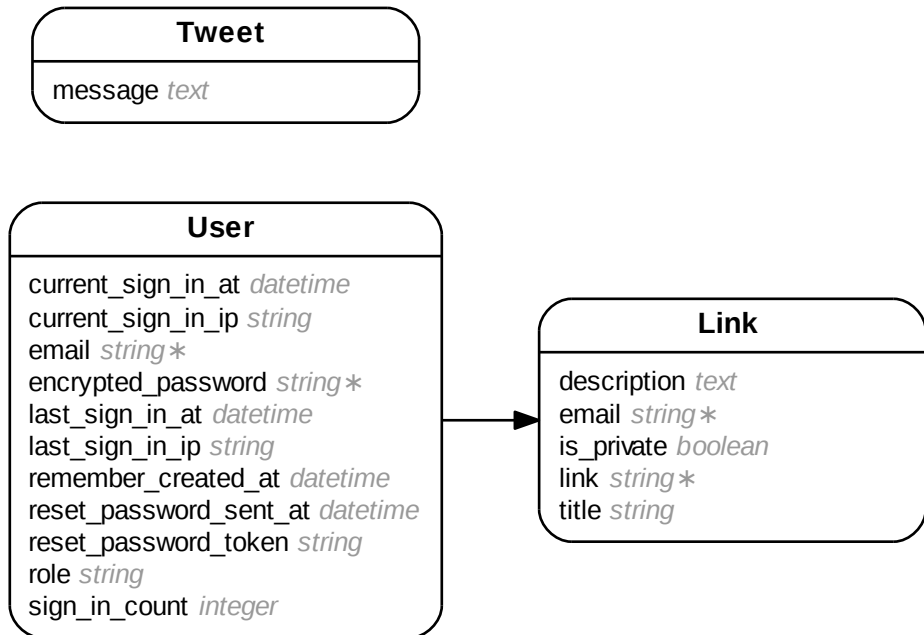 Tweet
message text
User
current_sign_in_at datetime
current_sign_in_ip string
email string∗
encrypted_password string∗
last_sign_in_at datetime
last_sign_in_ip string
remember_created_at datetime
reset_password_sent_at datetime
reset_password_token string
role string
sign_in_count integer
Link
description text
email string∗
is_private boolean
link string∗
title string